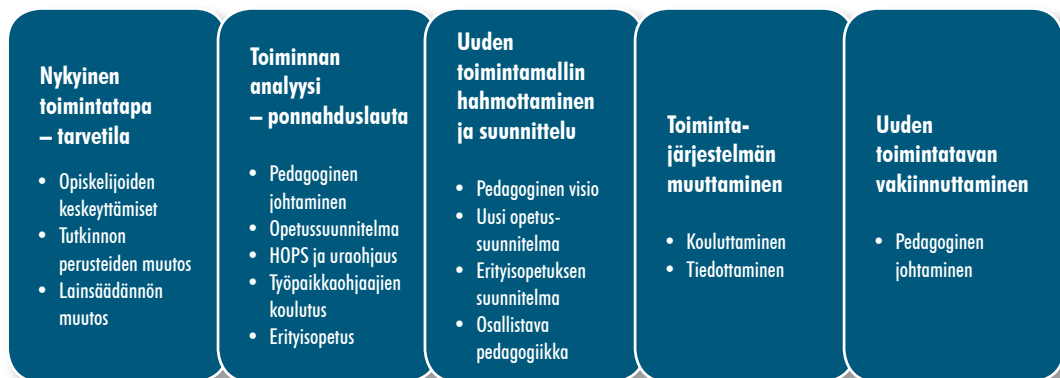 Nykyinen
toimintatapa
– tarvetila
• Opiskelijoiden
keskeyttämiset
• Tutkinnon
perusteiden muutos
• Lainsäädännön
muutos
Toiminnan
analyysi
– ponnahduslauta
• Pedagoginen
johtaminen
• Opetussuunnitelma
• HOPS ja uraohjaus
• Työpaikkaohjaajien
koulutus
• Erityisopetus
Uuden
toimintamallin
hahmottaminen
ja suunnittelu
• Pedagoginen visio
• Uusi opetus-
suunnitelma
• Erityisopetuksen
suunnitelma
• Osallistava
pedagogiikka
Toiminta-
järjestelmän
muuttaminen
• Kouluttaminen
• Tiedottaminen
Uuden
toimintatavan
vakiinnuttaminen
• Pedagoginen
johtaminen